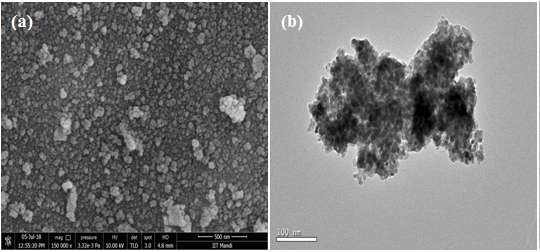 (a)
(b)
05-Jul-18 mag pressure HV det spot WD 500 nm
12:55:20 PM 150 000 x 3.32e-3 Pa 10.00 kV TLD 3.0 4.8 mm IIT Mandi
100 nm